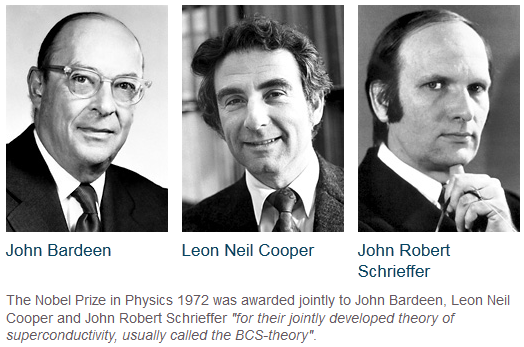 John Bardeen
Leon Neil Cooper
John Robert
Schrieffer
The Nobel Prize in Physics 1972 was awarded jointly to John Bardeen, Leon Neil
Cooper and John Robert Schrieffer "for their jointly developed theory of
superconductivity, usually called the BCS-theory".